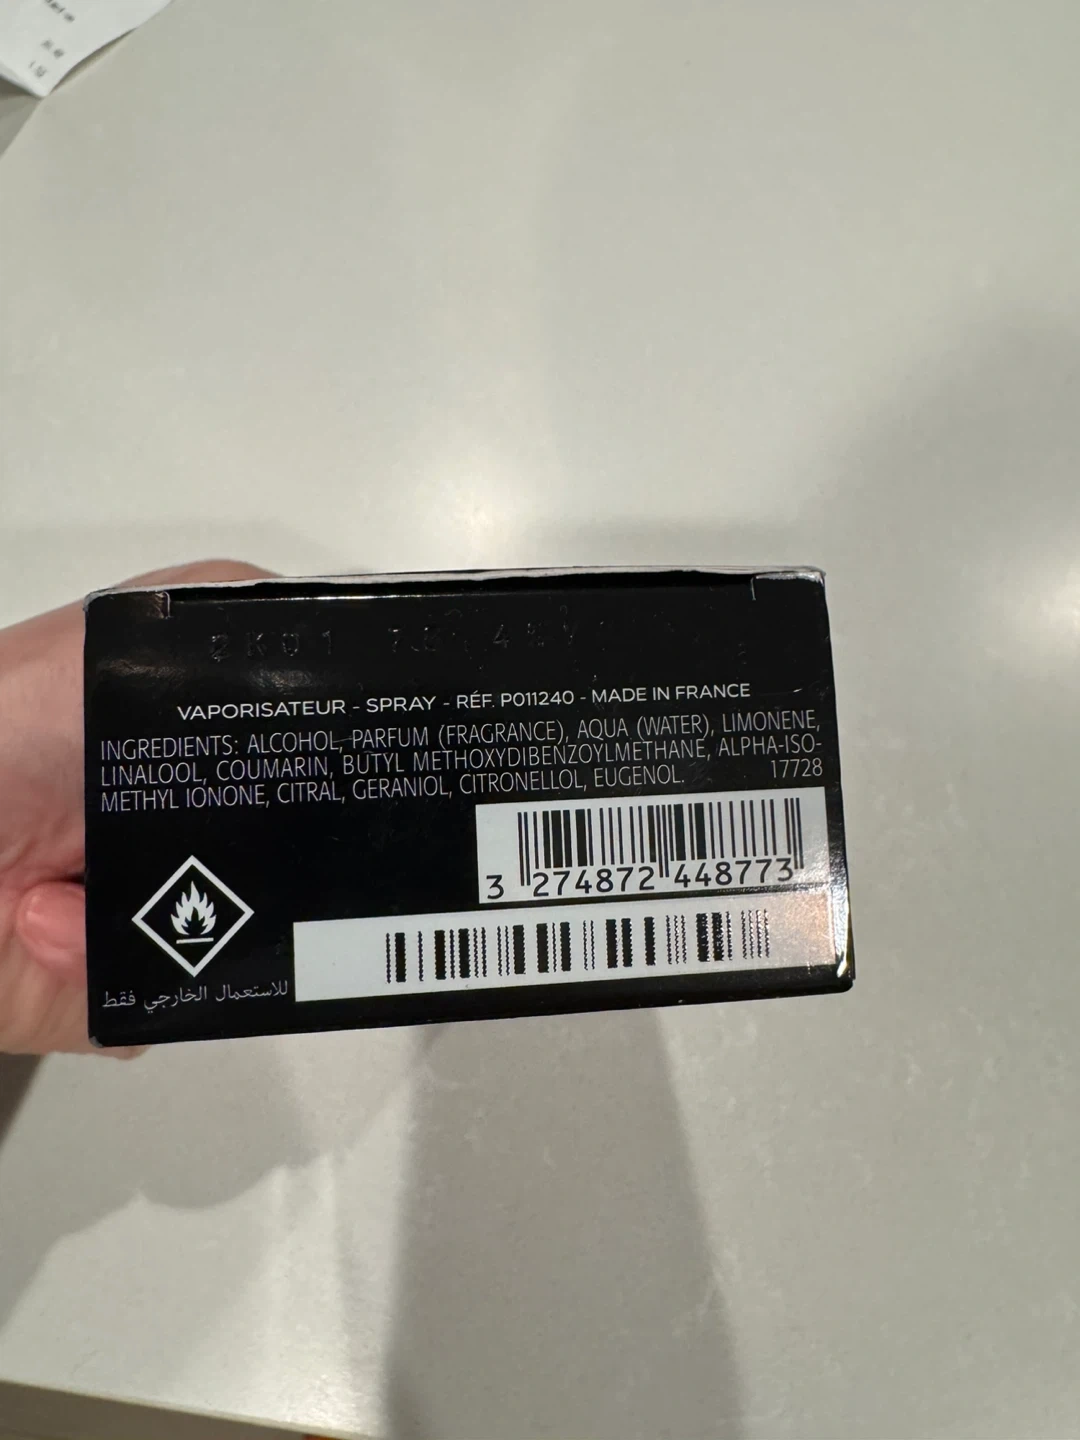 2K01
VAPORISATEUR - SPRAY - RÉF. P011240 - MADE IN FRANCE
INGREDIENTS: ALCOHOL, PARFUM (FRAGRANCE), AQUA (WATER), LIMONENE,
LINALOOL, COUMARIN, BUTYL METHOXYDIBENZOYLMETHANE, ALPHA-ISO-
METHYL IONONE, CITRAL, GERANIOL, CITRONELLOL, EUGENOL. 17728
3 274872 448773
للاستعمال الخارجي فقط